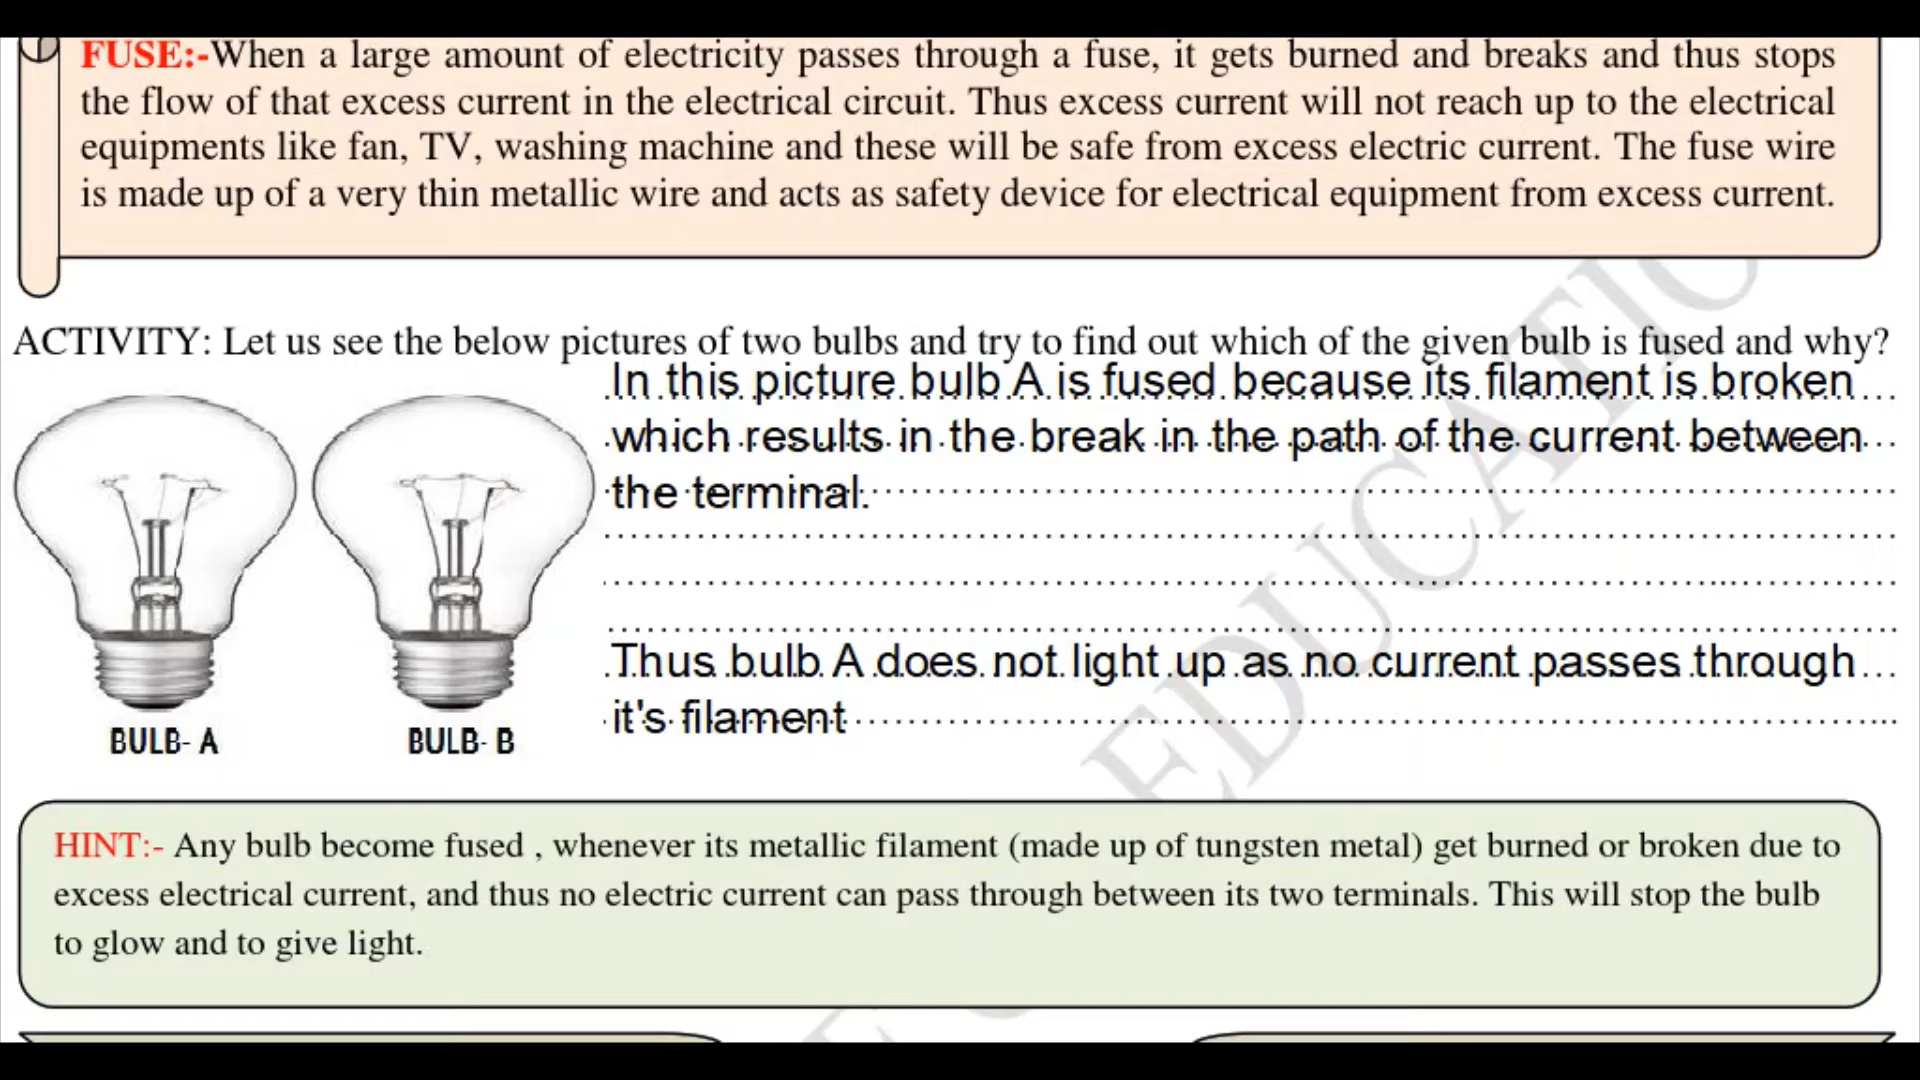 FUSE:-When a large amount of electricity passes through a fuse, it gets burned and breaks and thus stops
the flow of that excess current in the electrical circuit. Thus excess current will not reach up to the electrical
equipments like fan, TV, washing machine and these will be safe from excess electric current. The fuse wire
is made up of a very thin metallic wire and acts as safety device for electrical equipment from excess current.
ACTIVITY: Let us see the below pictures of two bulbs and try to find out which of the given bulb is fused and why?
In this picture bulb A is fused because its filament is broken
which results in the break in the path of the current between
the terminal.
Thus bulb A does not light up as no current passes through
it's filament
BULB- A
BULB- B
HINT:- Any bulb become fused , whenever its metallic filament (made up of tungsten metal) get burned or broken due to
excess electrical current, and thus no electric current can pass through between its two terminals. This will stop the bulb
to glow and to give light.